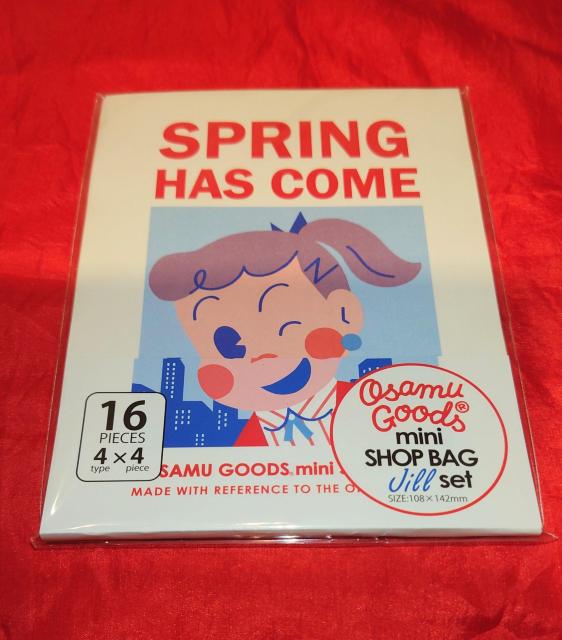 SPRING
HAS COME
16
PIECES
4 × 4
type piece
SAMU GOODS® mini
MADE WITH REFERENCE TO THE
Osamu
Goods®
mini
SHOP BAG
Jill set
SIZE:108×142mm